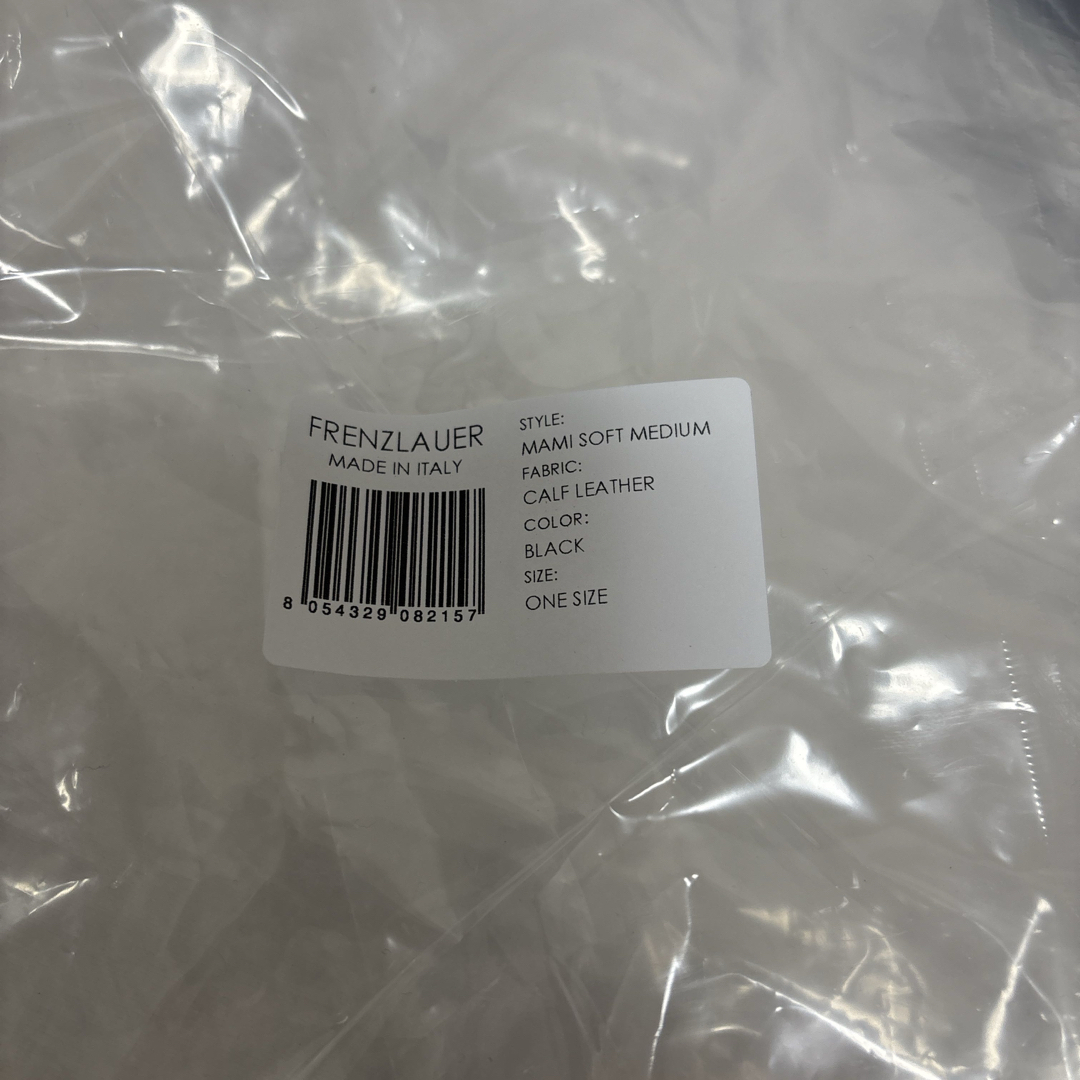 FRENZLAUER
MADE IN ITALY
8 054329 082157
STYLE:
MAMI SOFT MEDIUM
FABRIC:
CALF LEATHER
COLOR:
BLACK
SIZE:
ONE SIZE